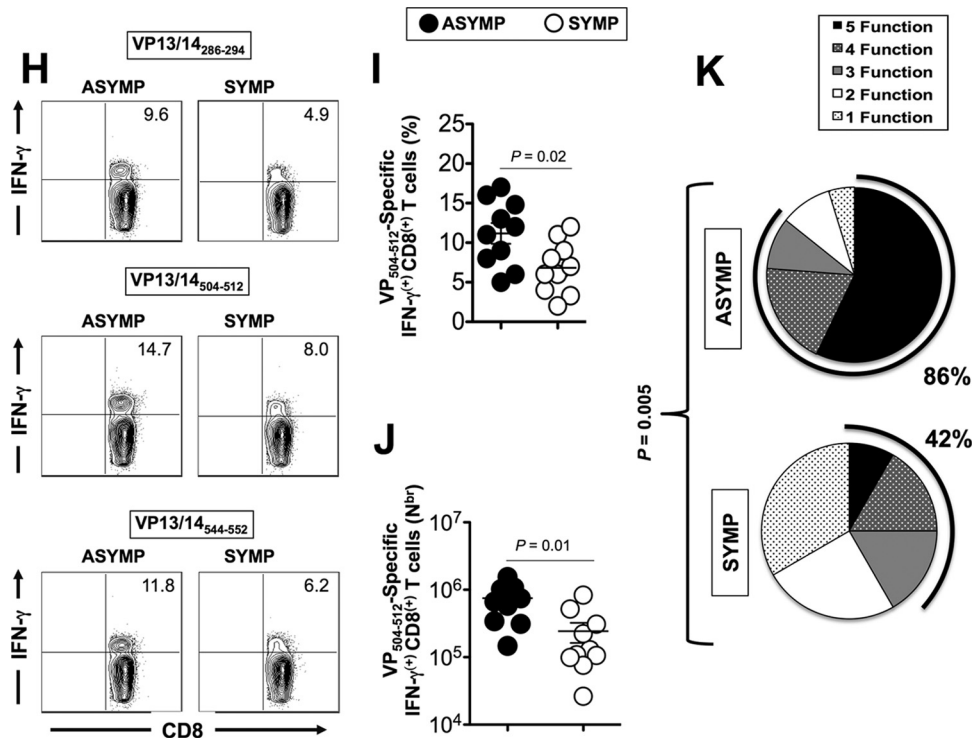 H
VP13/14₂₈₆₋₂₉₄
ASYMP SYMP
9.6 4.9
IFN-γ
VP13/14₅₀₄₋₅₁₂
ASYMP SYMP
14.7 8.0
IFN-γ
VP13/14₅₄₄₋₅₅₂
ASYMP SYMP
11.8 6.2
IFN-γ
CD8
ASYMP SYMP
I
VP₅₀₄₋₅₁₂-Specific
IFN-γ⁽⁺⁾ CD8⁽⁺⁾ T cells (%)
25
20
15
10
5
0
P = 0.02
J
VP₅₀₄₋₅₁₂-Specific
IFN-γ⁽⁺⁾ CD8⁽⁺⁾ T cells (Nᵇʳ)
10⁷
10⁶
10⁵
10⁴
P = 0.01
K
5 Function
4 Function
3 Function
2 Function
1 Function
P = 0.005
ASYMP
86%
SYMP
42%